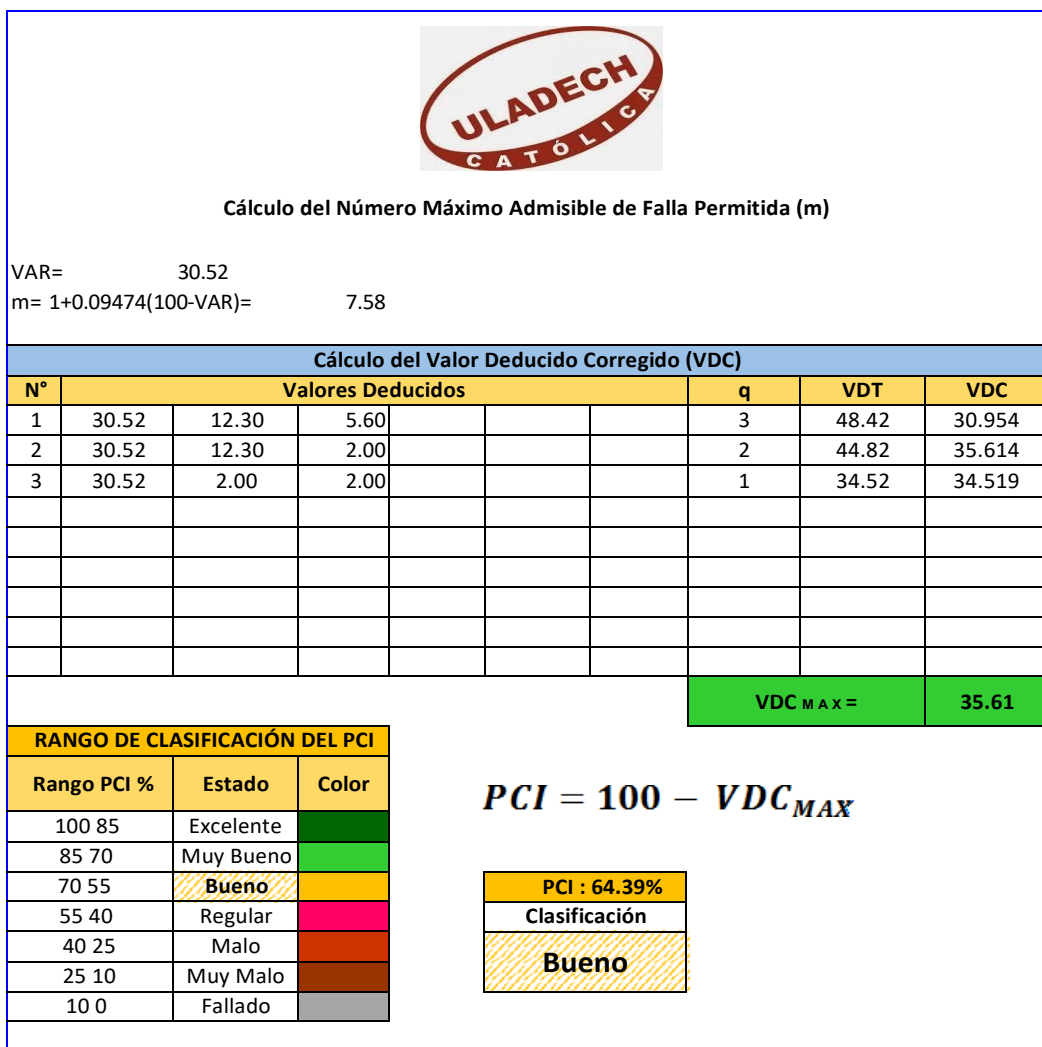 ULADECH
CATÓLICA
Cálculo del Número Máximo Admisible de Falla Permitida (m)
VAR= 30.52
m= 1+0.09474(100-VAR)= 7.58
Cálculo del Valor Deducido Corregido (VDC)
N° Valores Deducidos q VDT VDC
1 30.52 12.30 5.60 3 48.42 30.954
2 30.52 12.30 2.00 2 44.82 35.614
3 30.52 2.00 2.00 1 34.52 34.519
VDC MAX = 35.61
RANGO DE CLASIFICACIÓN DEL PCI
Rango PCI % Estado Color
100 85 Excelente
85 70 Muy Bueno
70 55 Bueno
55 40 Regular
40 25 Malo
25 10 Muy Malo
10 0 Fallado
PCI = 100 − VDC MAX
PCI : 64.39%
Clasificación
Bueno